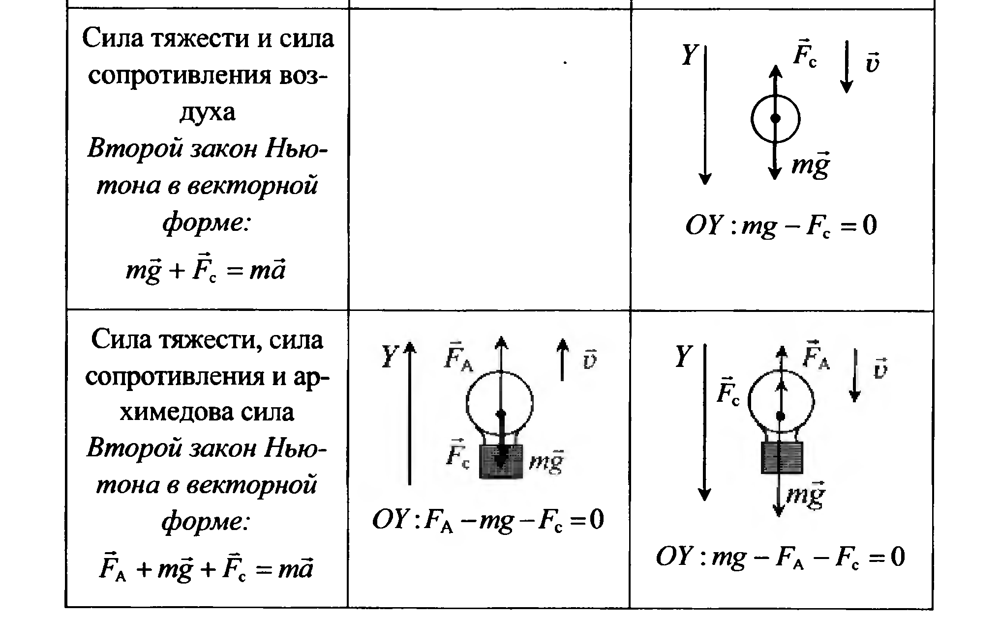 Сила тяжести и сила
сопротивления воз-
духа
Второй закон Нью-
тона в векторной
форме:
mg⃗ + F⃗с = ma⃗
Y
F⃗с
v⃗
mg⃗
OY : mg − Fс = 0
Сила тяжести, сила
сопротивления и ар-
химедова сила
Второй закон Нью-
тона в векторной
форме:
F⃗А + mg⃗ + F⃗с = ma⃗
Y
F⃗А
v⃗
F⃗с
mg⃗
OY : FА − mg − Fс = 0
Y
F⃗А
v⃗
F⃗с
mg⃗
OY : mg − FА − Fс = 0